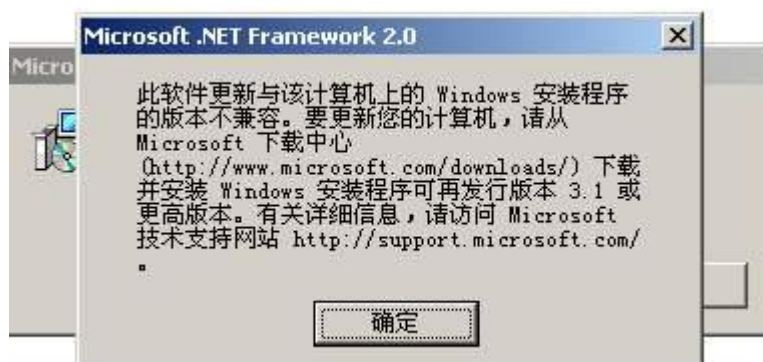 Microsoft .NET Framework 2.0
Micro
此软件更新与该计算机上的 Windows 安装程序
的版本不兼容。要更新您的计算机，请从
Microsoft 下载中心
(http://www.microsoft.com/downloads/) 下载
并安装 Windows 安装程序可再发行版本 3.1 或
更高版本。有关详细信息，请访问 Microsoft
技术支持网站 http://support.microsoft.com/
。
确定